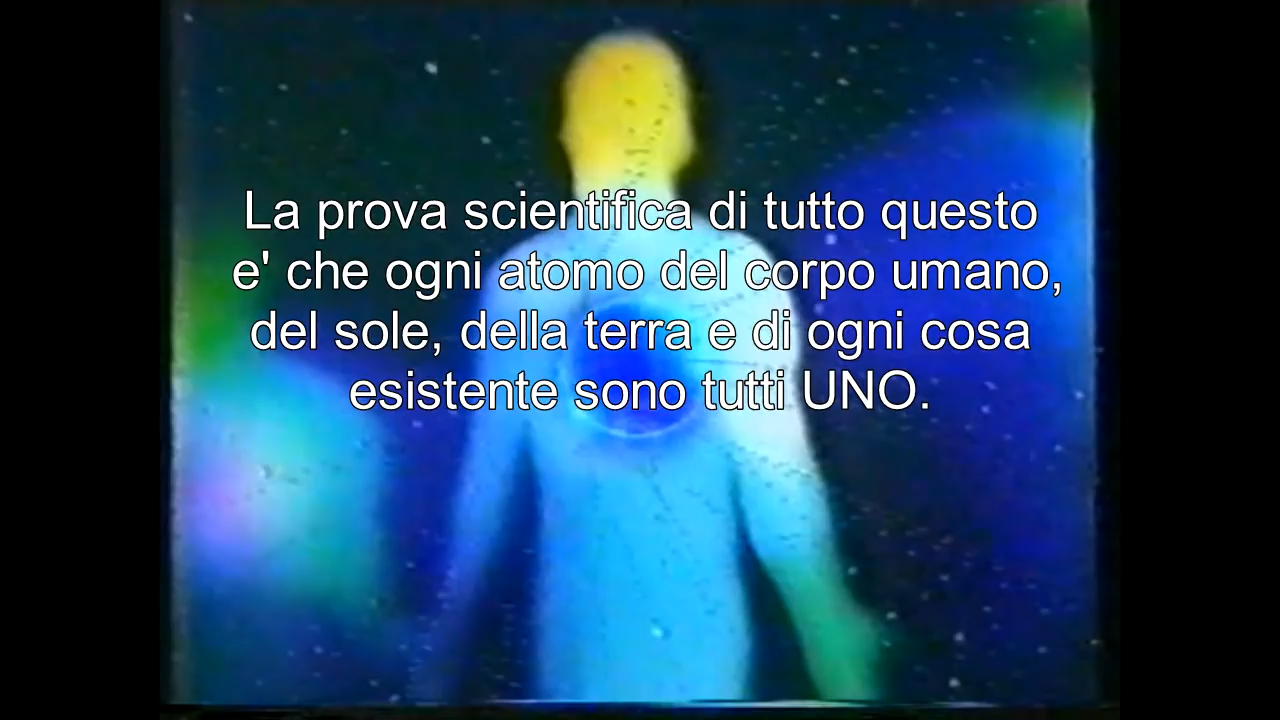 La prova scientifica di tutto questo
e' che ogni atomo del corpo umano,
del sole, della terra e di ogni cosa
esistente sono tutti UNO.